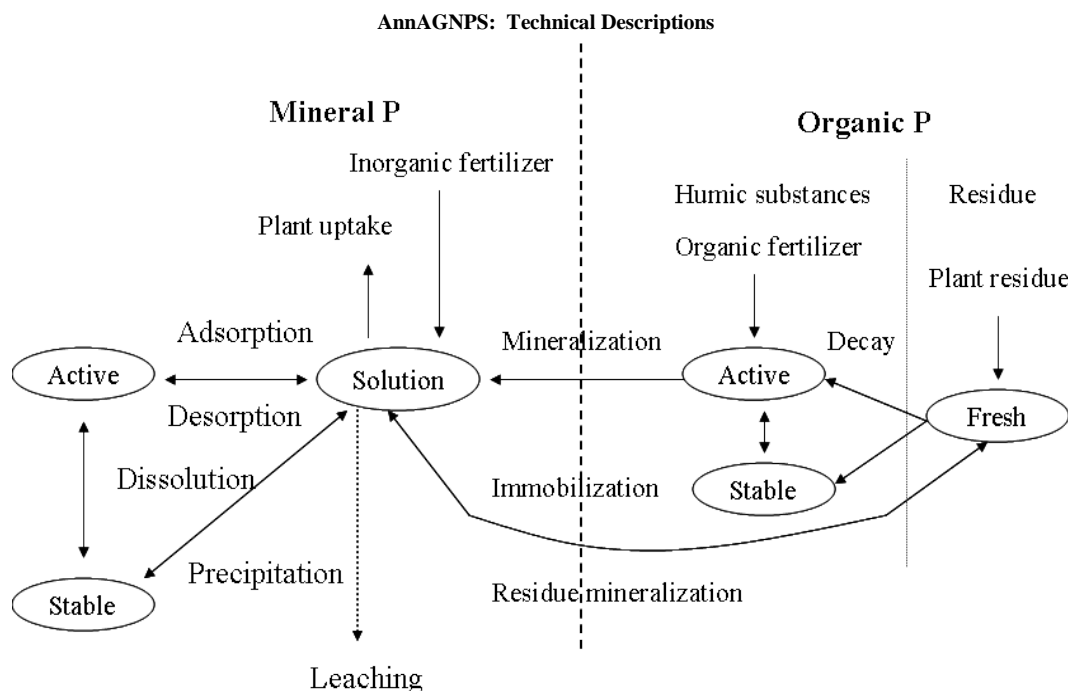 AnnAGNPS: Technical Descriptions
Mineral P
Organic P
Inorganic fertilizer
Humic substances
Residue
Plant uptake
Organic fertilizer
Plant residue
Adsorption
Mineralization
Decay
Active
Solution
Active
Desorption
Fresh
Dissolution
Immobilization
Stable
Precipitation
Stable
Residue mineralization
Leaching